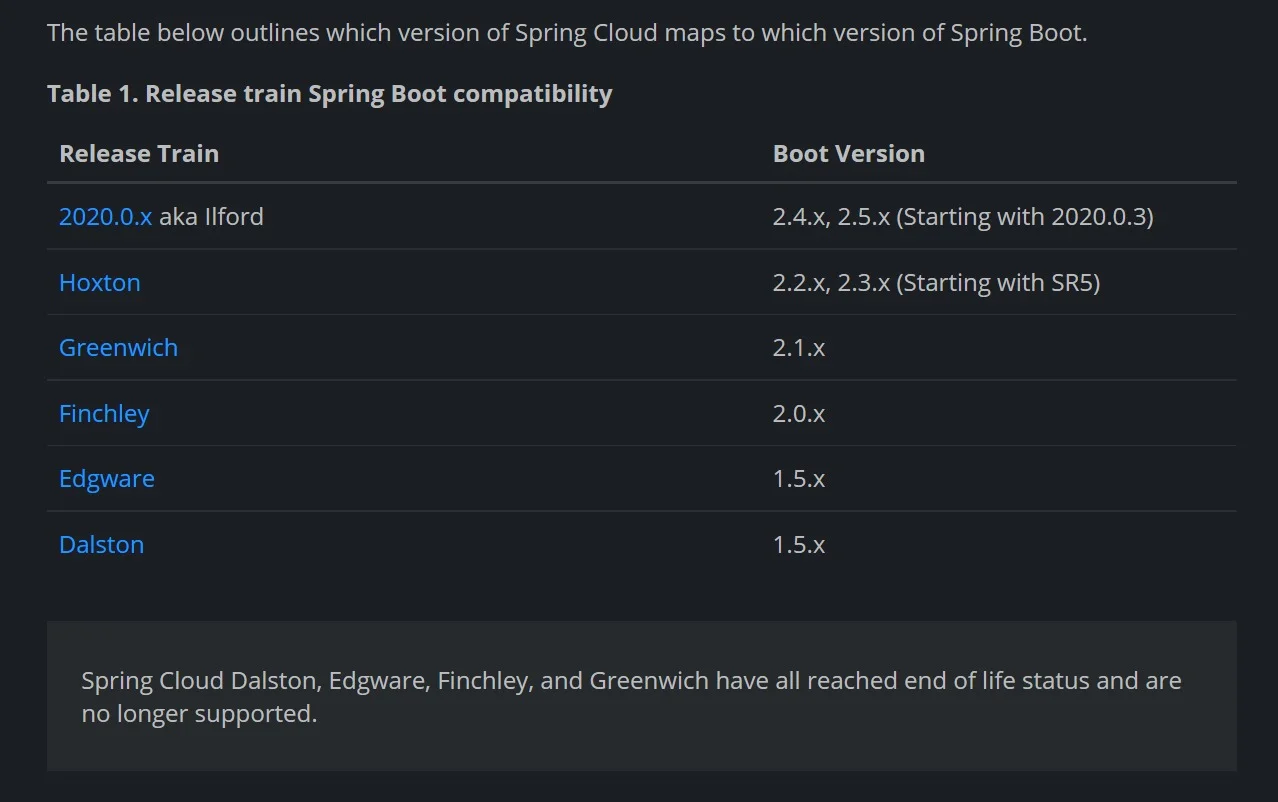 The table below outlines which version of Spring Cloud maps to which version of Spring Boot.
Table 1. Release train Spring Boot compatibility
Release Train Boot Version
2020.0.x aka Ilford 2.4.x, 2.5.x (Starting with 2020.0.3)
Hoxton 2.2.x, 2.3.x (Starting with SR5)
Greenwich 2.1.x
Finchley 2.0.x
Edgware 1.5.x
Dalston 1.5.x
Spring Cloud Dalston, Edgware, Finchley, and Greenwich have all reached end of life status and are
no longer supported.